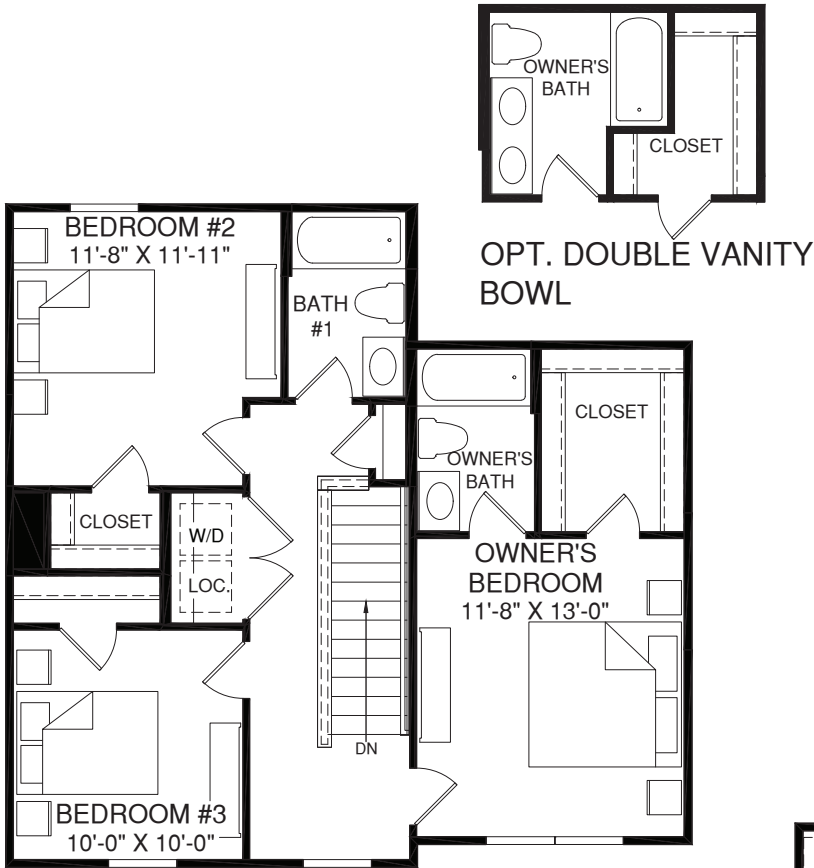 OWNER'S
BATH
CLOSET
OPT. DOUBLE VANITY
BOWL
BEDROOM #2
11'-8" X 11'-11"
BATH
#1
CLOSET
OWNER'S
BATH
CLOSET
W/D
LOC.
OWNER'S
BEDROOM
11'-8" X 13'-0"
DN
BEDROOM #3
10'-0" X 10'-0"